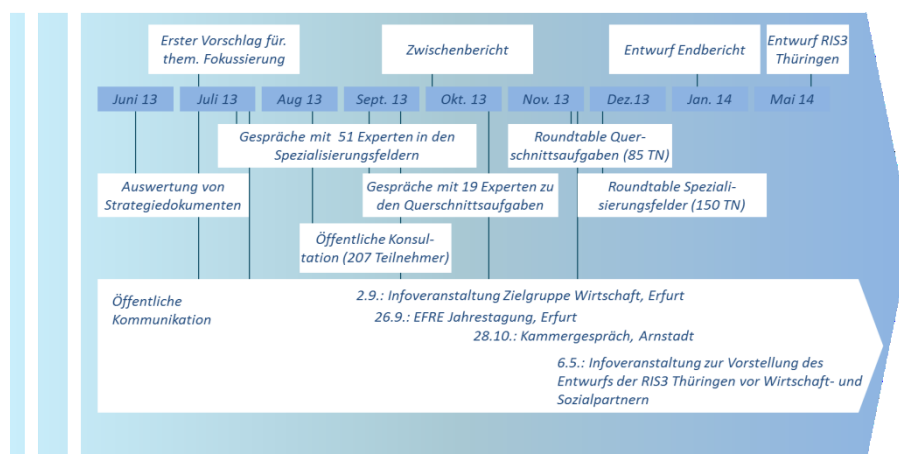 Erster Vorschlag für.
them. Fokussierung
Zwischenbericht
Entwurf Endbericht
Entwurf RIS3
Thüringen
Juni 13
Juli 13
Aug 13
Sept. 13
Okt. 13
Nov. 13
Dez.13
Jan. 14
Mai 14
Gespräche mit 51 Experten in den
Spezialisierungsfeldern
Roundtable Quer-
schnittsaufgaben (85 TN)
Auswertung von
Strategiedokumenten
Gespräche mit 19 Experten zu
den Querschnittsaufgaben
Roundtable Speziali-
sierungsfelder (150 TN)
Öffentliche Konsul-
tation (207 Teilnehmer)
Öffentliche
Kommunikation
2.9.: Infoveranstaltung Zielgruppe Wirtschaft, Erfurt
26.9.: EFRE Jahrestagung, Erfurt
28.10.: Kammergespräch, Arnstadt
6.5.: Infoveranstaltung zur Vorstellung des
Entwurfs der RIS3 Thüringen vor Wirtschaft- und
Sozialpartnern